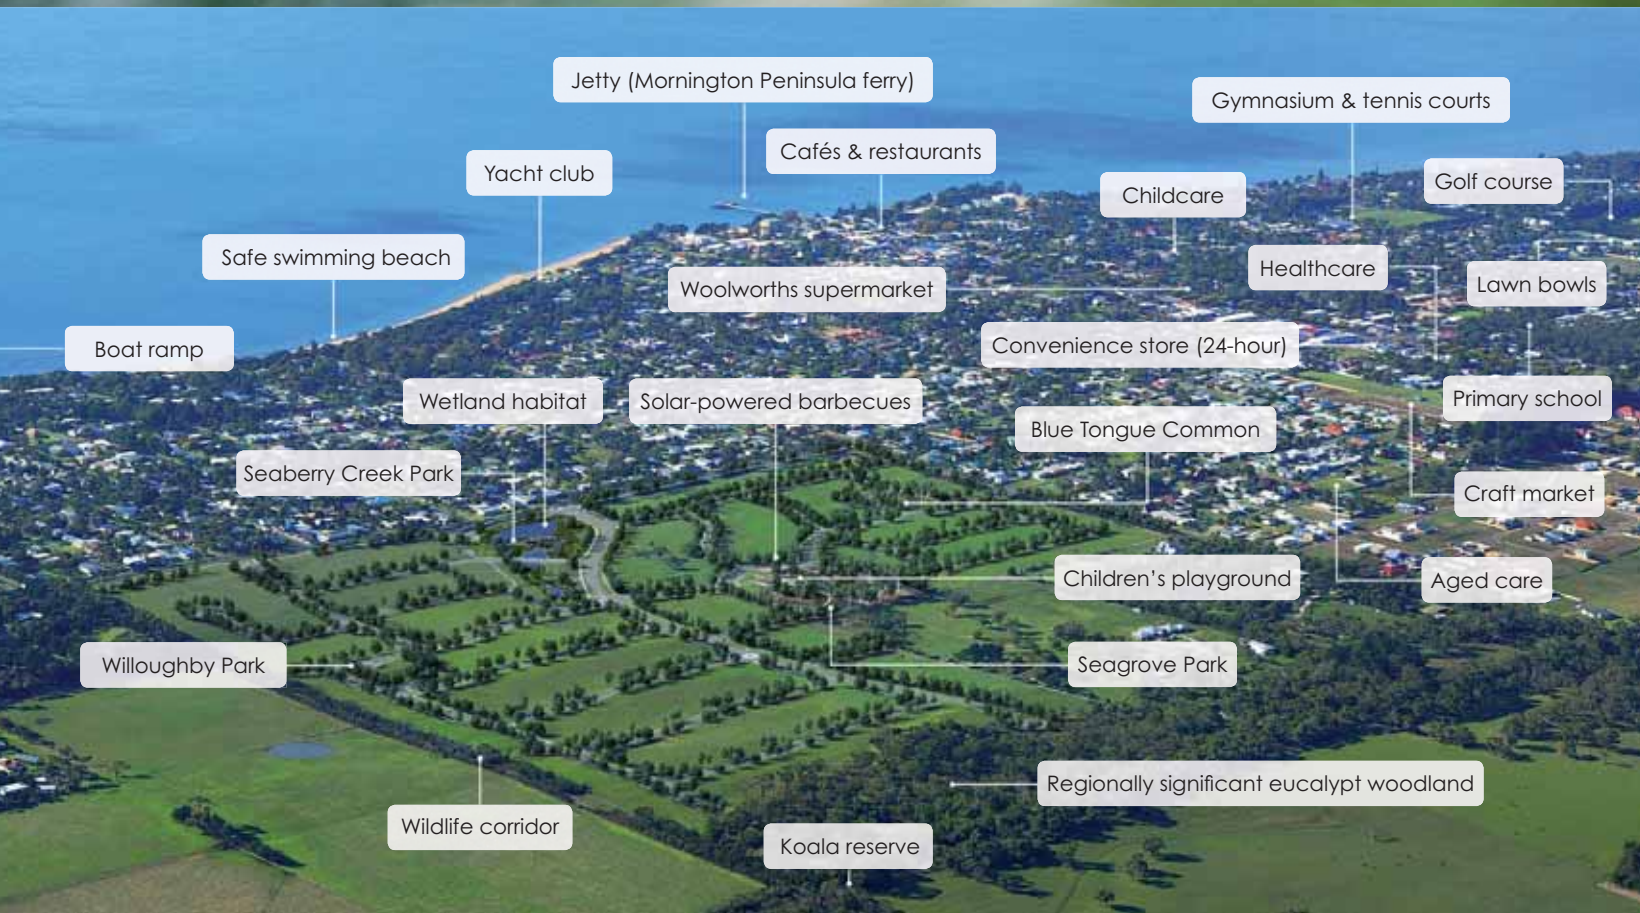 Jetty (Mornington Peninsula ferry)
Gymnasium & tennis courts
Cafés & restaurants
Yacht club
Golf course
Childcare
Safe swimming beach
Healthcare
Lawn bowls
Woolworths supermarket
Convenience store (24-hour)
Boat ramp
Primary school
Wetland habitat
Solar-powered barbecues
Blue Tongue Common
Seaberry Creek Park
Craft market
Children’s playground
Aged care
Willoughby Park
Seagrove Park
Regionally significant eucalypt woodland
Wildlife corridor
Koala reserve